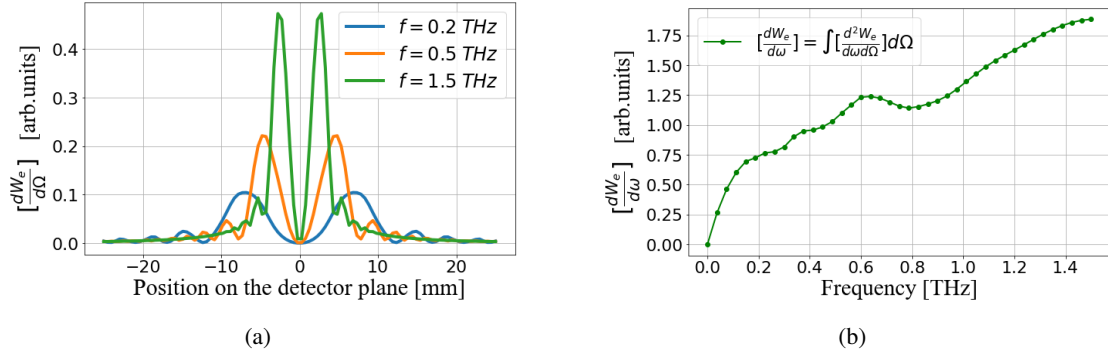 f = 0.2 THz
f = 0.5 THz
f = 1.5 THz
[dW_e/dΩ] [arb.units]
0.4
0.3
0.2
0.1
0.0
−20
−10
0
10
20
Position on the detector plane [mm]
(a)
[dW_e/dω] = ∫[d²W_e/dωdΩ]dΩ
[dW_e/dω] [arb.units]
1.75
1.50
1.25
1.00
0.75
0.50
0.25
0.00
0.0
0.2
0.4
0.6
0.8
1.0
1.2
1.4
Frequency [THz]
(b)